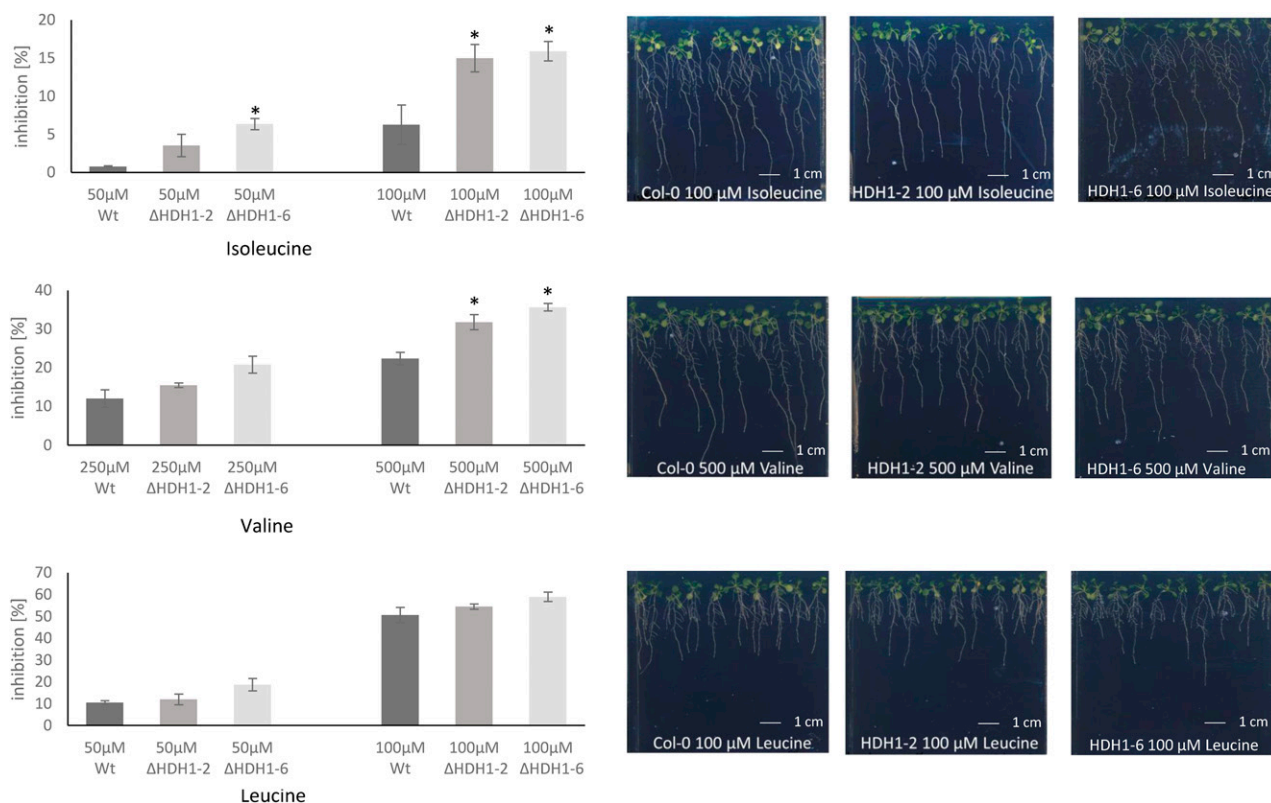 inhibition [%]
20
15
10
5
0
*
*
*
50µM 50µM 50µM 100µM 100µM 100µM
Wt ΔHDH1-2 ΔHDH1-6 Wt ΔHDH1-2 ΔHDH1-6
Isoleucine
1 cm
Col-0 100 µM Isoleucine
1 cm
HDH1-2 100 µM Isoleucine
1 cm
HDH1-6 100 µM Isoleucine
inhibition [%]
40
30
20
10
0
*
*
250µM 250µM 250µM 500µM 500µM 500µM
Wt ΔHDH1-2 ΔHDH1-6 Wt ΔHDH1-2 ΔHDH1-6
Valine
1 cm
Col-0 500 µM Valine
1 cm
HDH1-2 500 µM Valine
1 cm
HDH1-6 500 µM Valine
inhibition [%]
70
60
50
40
30
20
10
0
50µM 50µM 50µM 100µM 100µM 100µM
Wt ΔHDH1-2 ΔHDH1-6 Wt ΔHDH1-2 ΔHDH1-6
Leucine
1 cm
Col-0 100 µM Leucine
1 cm
HDH1-2 100 µM Leucine
1 cm
HDH1-6 100 µM Leucine